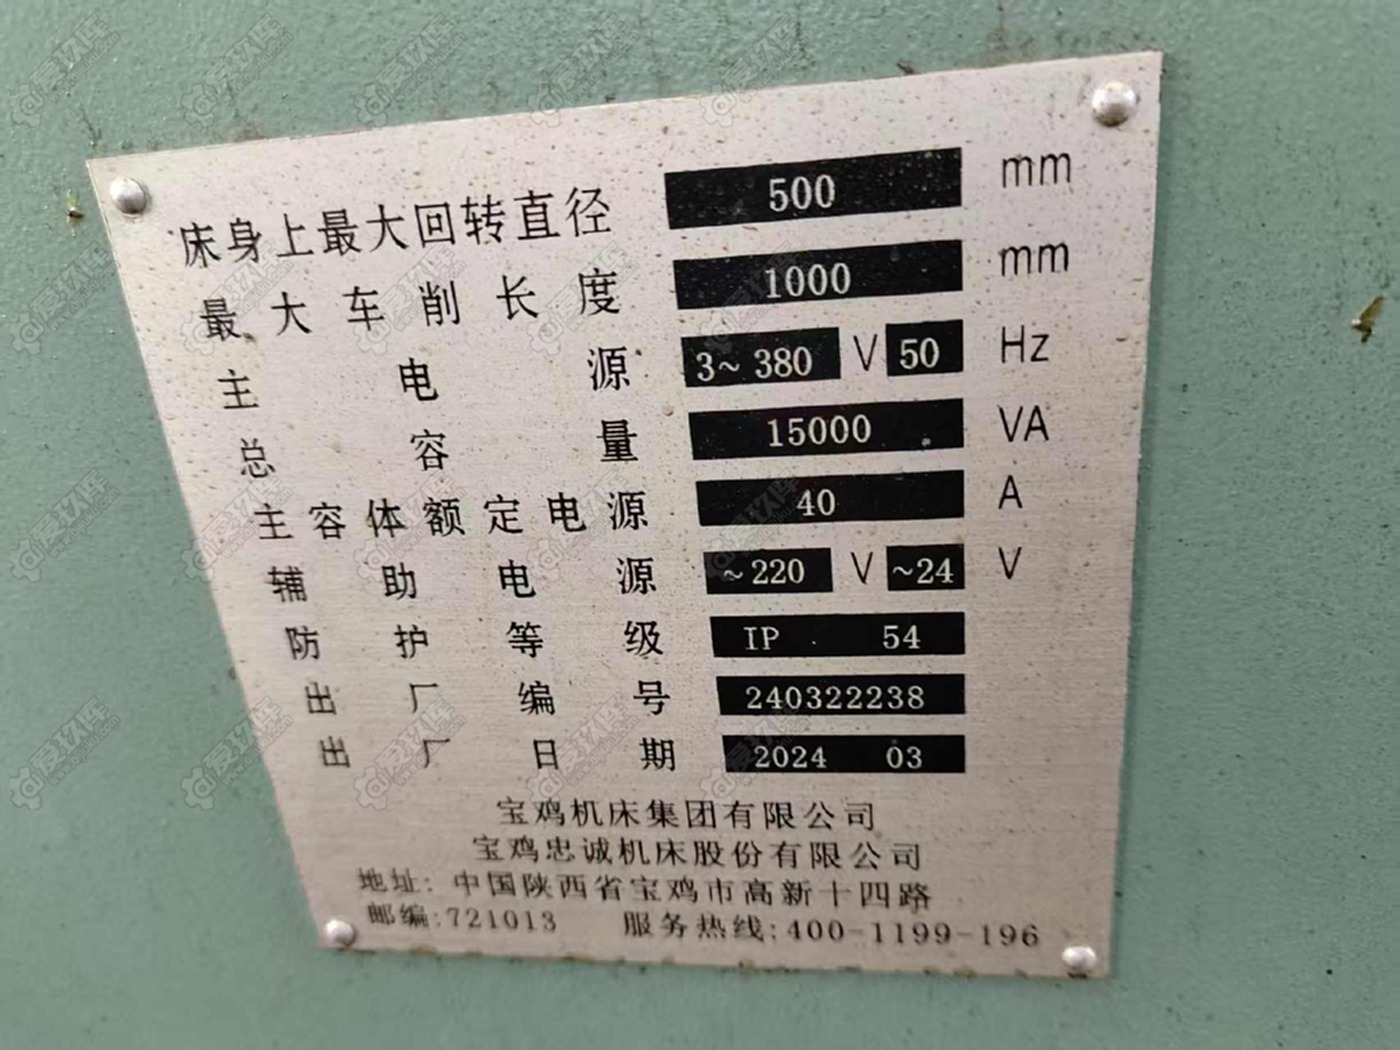 床身上最大回转直径 500 mm
最大车削长度 1000 mm
主电源 3~380 V 50 Hz
总容量 15000 VA
主容体额定电源 40 A
辅助电源 ~220 V ~24 V
防护等级 IP 54
出厂编号 240322238
出厂日期 2024 03
宝鸡机床集团有限公司
宝鸡忠诚机床股份有限公司
地址: 中国陕西省宝鸡市高新十四路
邮编:721013 服务热线:400-1199-196